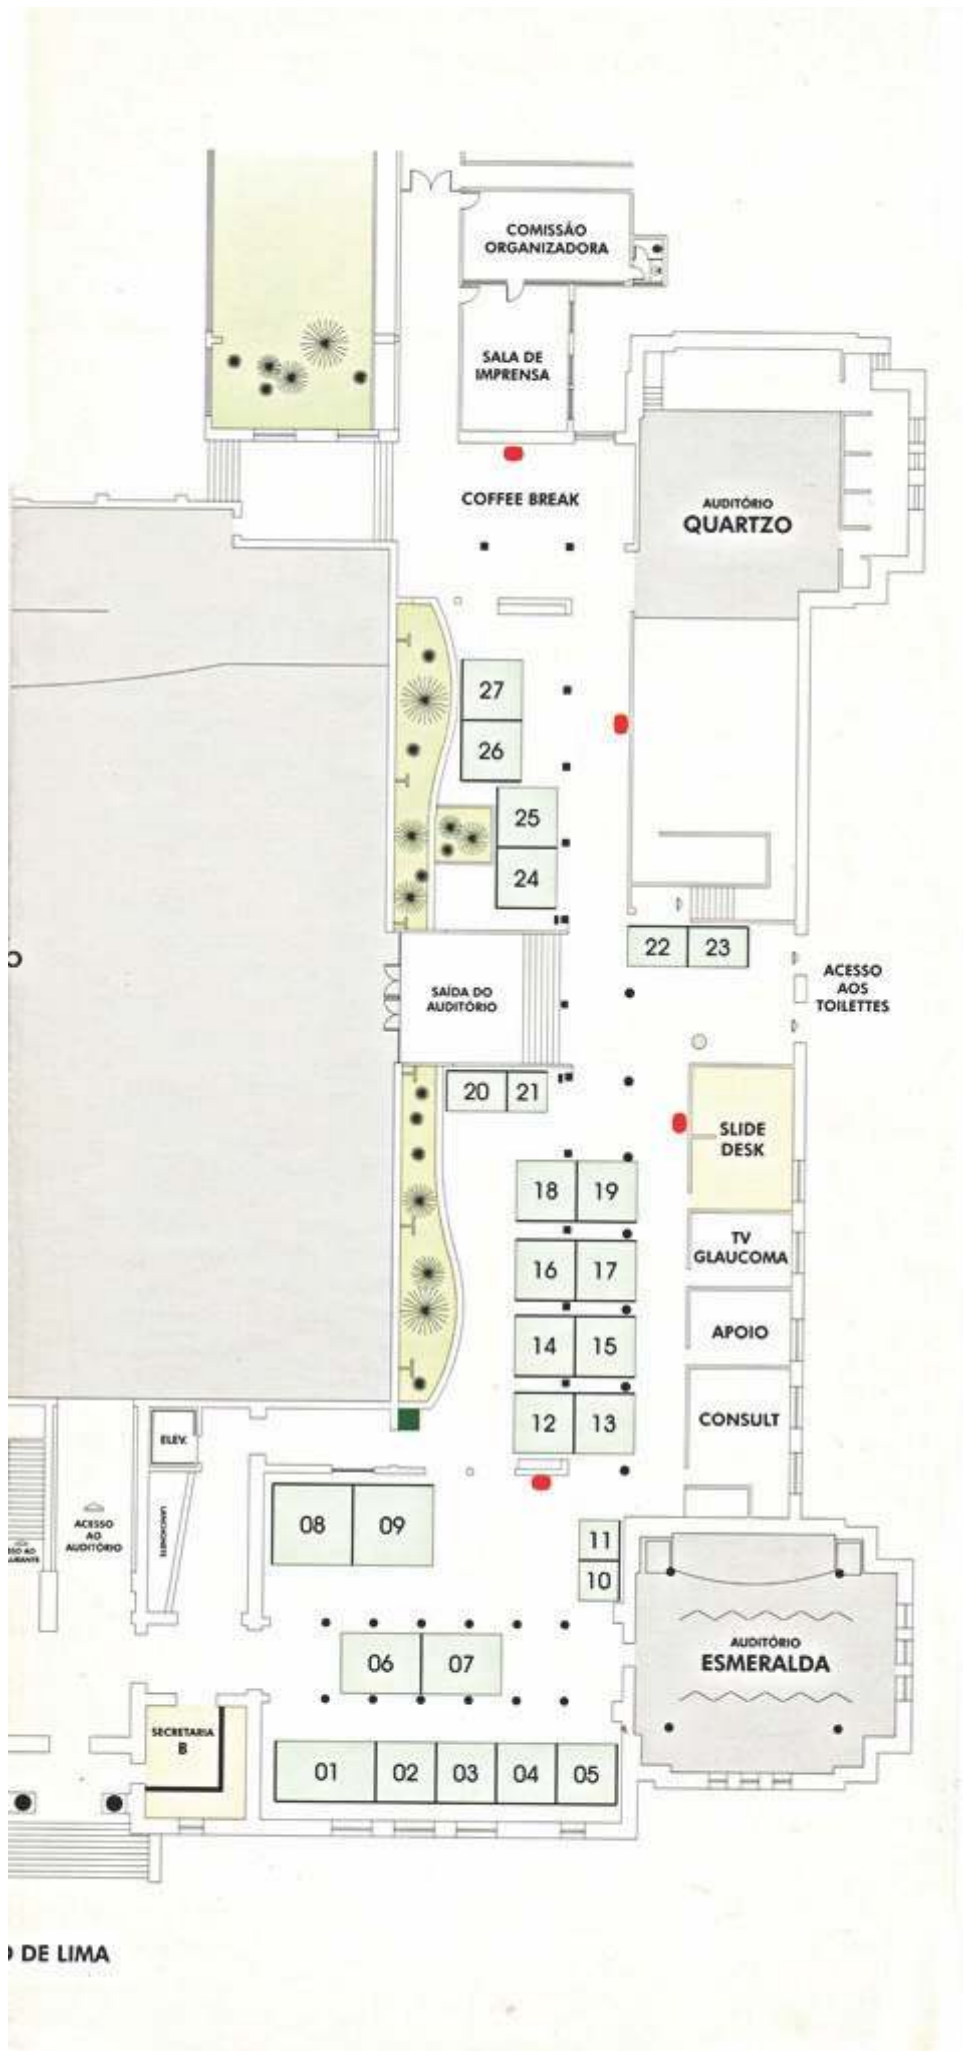 COMISSÃO
ORGANIZADORA
SALA DE
IMPRENSA
COFFEE BREAK
AUDITÓRIO
QUARTZO
27
26
25
24
22
23
O
SAÍDA DO
AUDITÓRIO
ACESSO
AOS
TOILETTES
20
21
SLIDE
DESK
18
19
TV
GLAUCOMA
16
17
14
15
APOIO
12
13
CONSULT
ELEV.
ACESSO
AO
AUDITÓRIO
LANCHONETE
08
09
11
10
06
07
AUDITÓRIO
ESMERALDA
SECRETARIA
B
01
02
03
04
05
DE LIMA